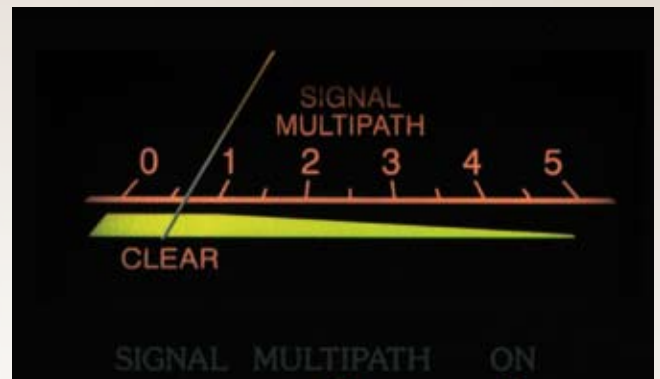 SIGNAL
MULTIPATH
0 1 2 3 4 5
CLEAR
SIGNAL MULTIPATH ON